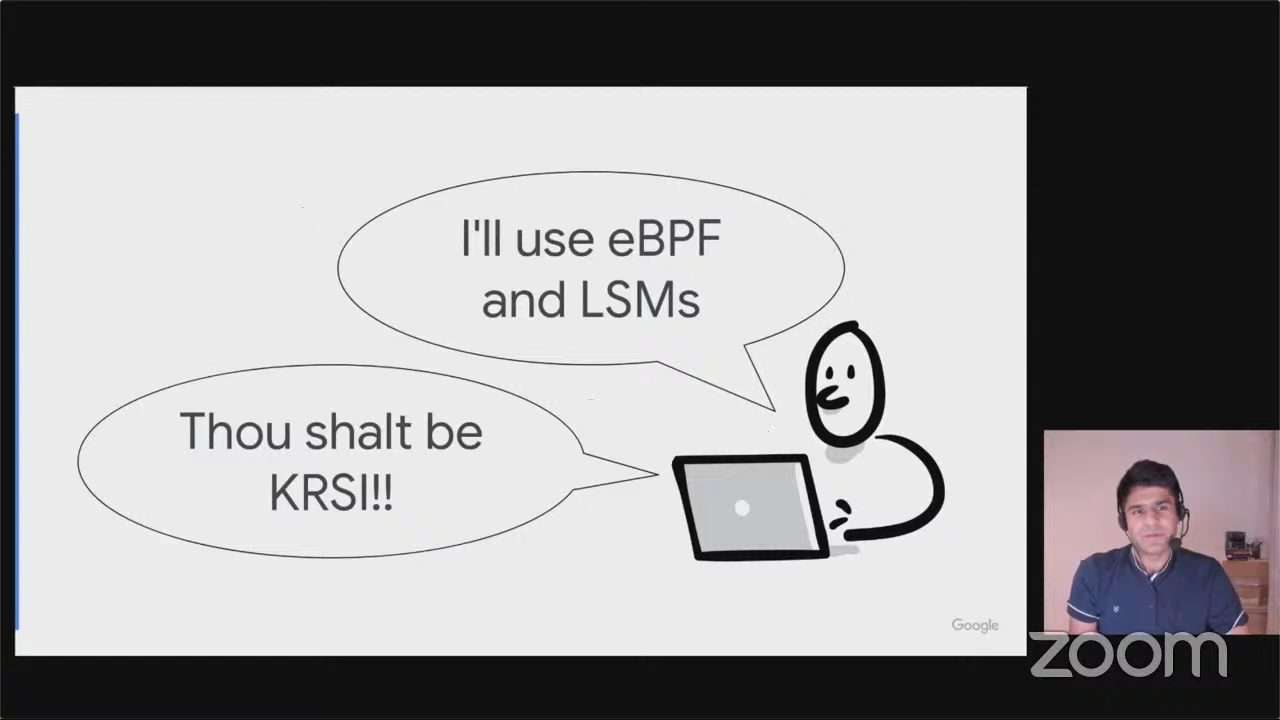 I'll use eBPF
and LSMs
Thou shalt be
KRSI!!
Google
zoom